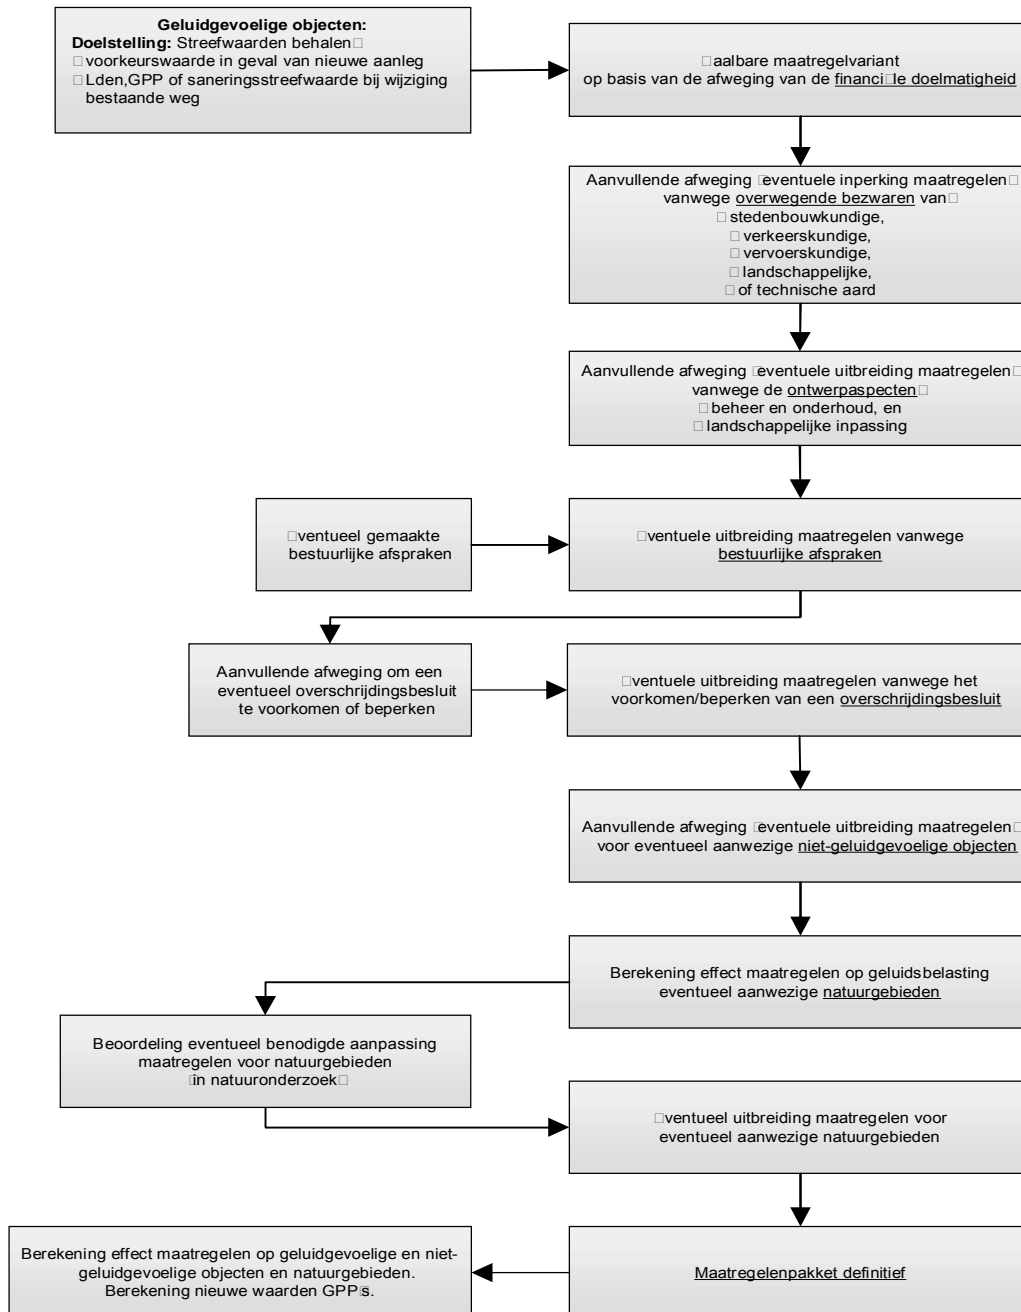 Geluidgevoelige objecten:
Doelstelling: Streefwaarden behalen□
□ voorkeurswaarde in geval van nieuwe aanleg
□ Lden,GPP of saneringsstreefwaarde bij wijziging
bestaande weg
□aalbare maatregelvariant
op basis van de afweging van de financi□le doelmatigheid
Aanvullende afweging □eventuele inperking maatregelen□
vanwege overwegende bezwaren van□
□ stedenbouwkundige,
□ verkeerskundige,
□ vervoerskundige,
□ landschappelijke,
□ of technische aard
Aanvullende afweging □eventuele uitbreiding maatregelen□
vanwege de ontwerpaspecten□
□ beheer en onderhoud, en
□ landschappelijke inpassing
□ventueel gemaakte
bestuurlijke afspraken
□ventuele uitbreiding maatregelen vanwege
bestuurlijke afspraken
Aanvullende afweging om een
eventueel overschrijdingsbesluit
te voorkomen of beperken
□ventuele uitbreiding maatregelen vanwege het
voorkomen/beperken van een overschrijdingsbesluit
Aanvullende afweging □eventuele uitbreiding maatregelen□
voor eventueel aanwezige niet-geluidgevoelige objecten
Berekening effect maatregelen op geluidsbelasting
eventueel aanwezige natuurgebieden
Beoordeling eventueel benodigde aanpassing
maatregelen voor natuurgebieden
□in natuuronderzoek□
□ventueel uitbreiding maatregelen voor
eventueel aanwezige natuurgebieden
Berekening effect maatregelen op geluidgevoelige en niet-
geluidgevoelige objecten en natuurgebieden.
Berekening nieuwe waarden GPP□s.
Maatregelenpakket definitief